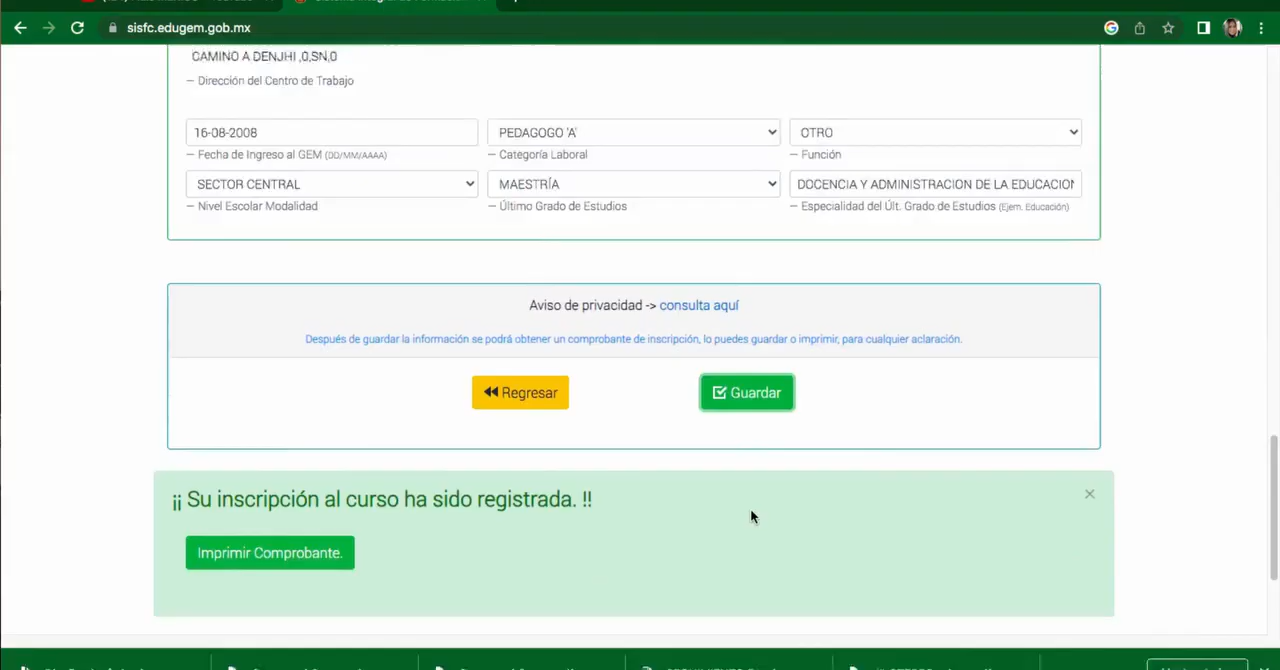 sisfc.edugem.gob.mx
CAMINO A DENJHI ,0,SN,0
— Dirección del Centro de Trabajo
16-08-2008 PEDAGOGO 'A' OTRO
— Fecha de Ingreso al GEM (DD/MM/AAAA) — Categoría Laboral — Función
SECTOR CENTRAL MAESTRÍA DOCENCIA Y ADMINISTRACION DE LA EDUCACION
— Nivel Escolar Modalidad — Último Grado de Estudios — Especialidad del Últ. Grado de Estudios (Ejem. Educación)
Aviso de privacidad -> consulta aquí
Después de guardar la información se podrá obtener un comprobante de inscripción, lo puedes guardar o imprimir, para cualquier aclaración.
Regresar Guardar
¡¡ Su inscripción al curso ha sido registrada. !! ×
Imprimir Comprobante.